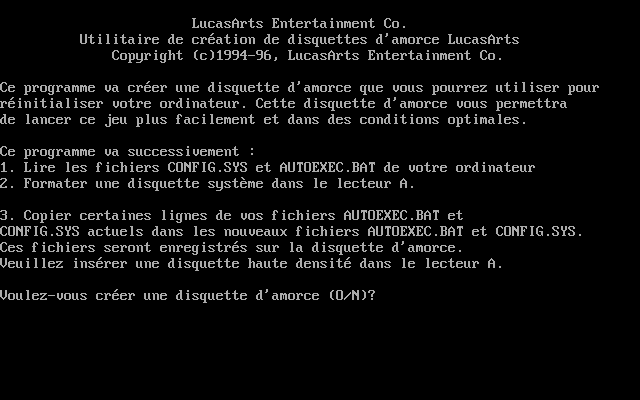 LucasArts Entertainment Co.
Utilitaire de création de disquettes d'amorce LucasArts
Copyright (c)1994-96, LucasArts Entertainment Co.
Ce programme va créer une disquette d'amorce que vous pourrez utiliser pour
réinitialiser votre ordinateur. Cette disquette d'amorce vous permettra
de lancer ce jeu plus facilement et dans des conditions optimales.
Ce programme va successivement :
1. Lire les fichiers CONFIG.SYS et AUTOEXEC.BAT de votre ordinateur
2. Formater une disquette système dans le lecteur A.
3. Copier certaines lignes de vos fichiers AUTOEXEC.BAT et
CONFIG.SYS actuels dans les nouveaux fichiers AUTOEXEC.BAT et CONFIG.SYS.
Ces fichiers seront enregistrés sur la disquette d'amorce.
Veuillez insérer une disquette haute densité dans le lecteur A.
Voulez-vous créer une disquette d'amorce (O/N)?